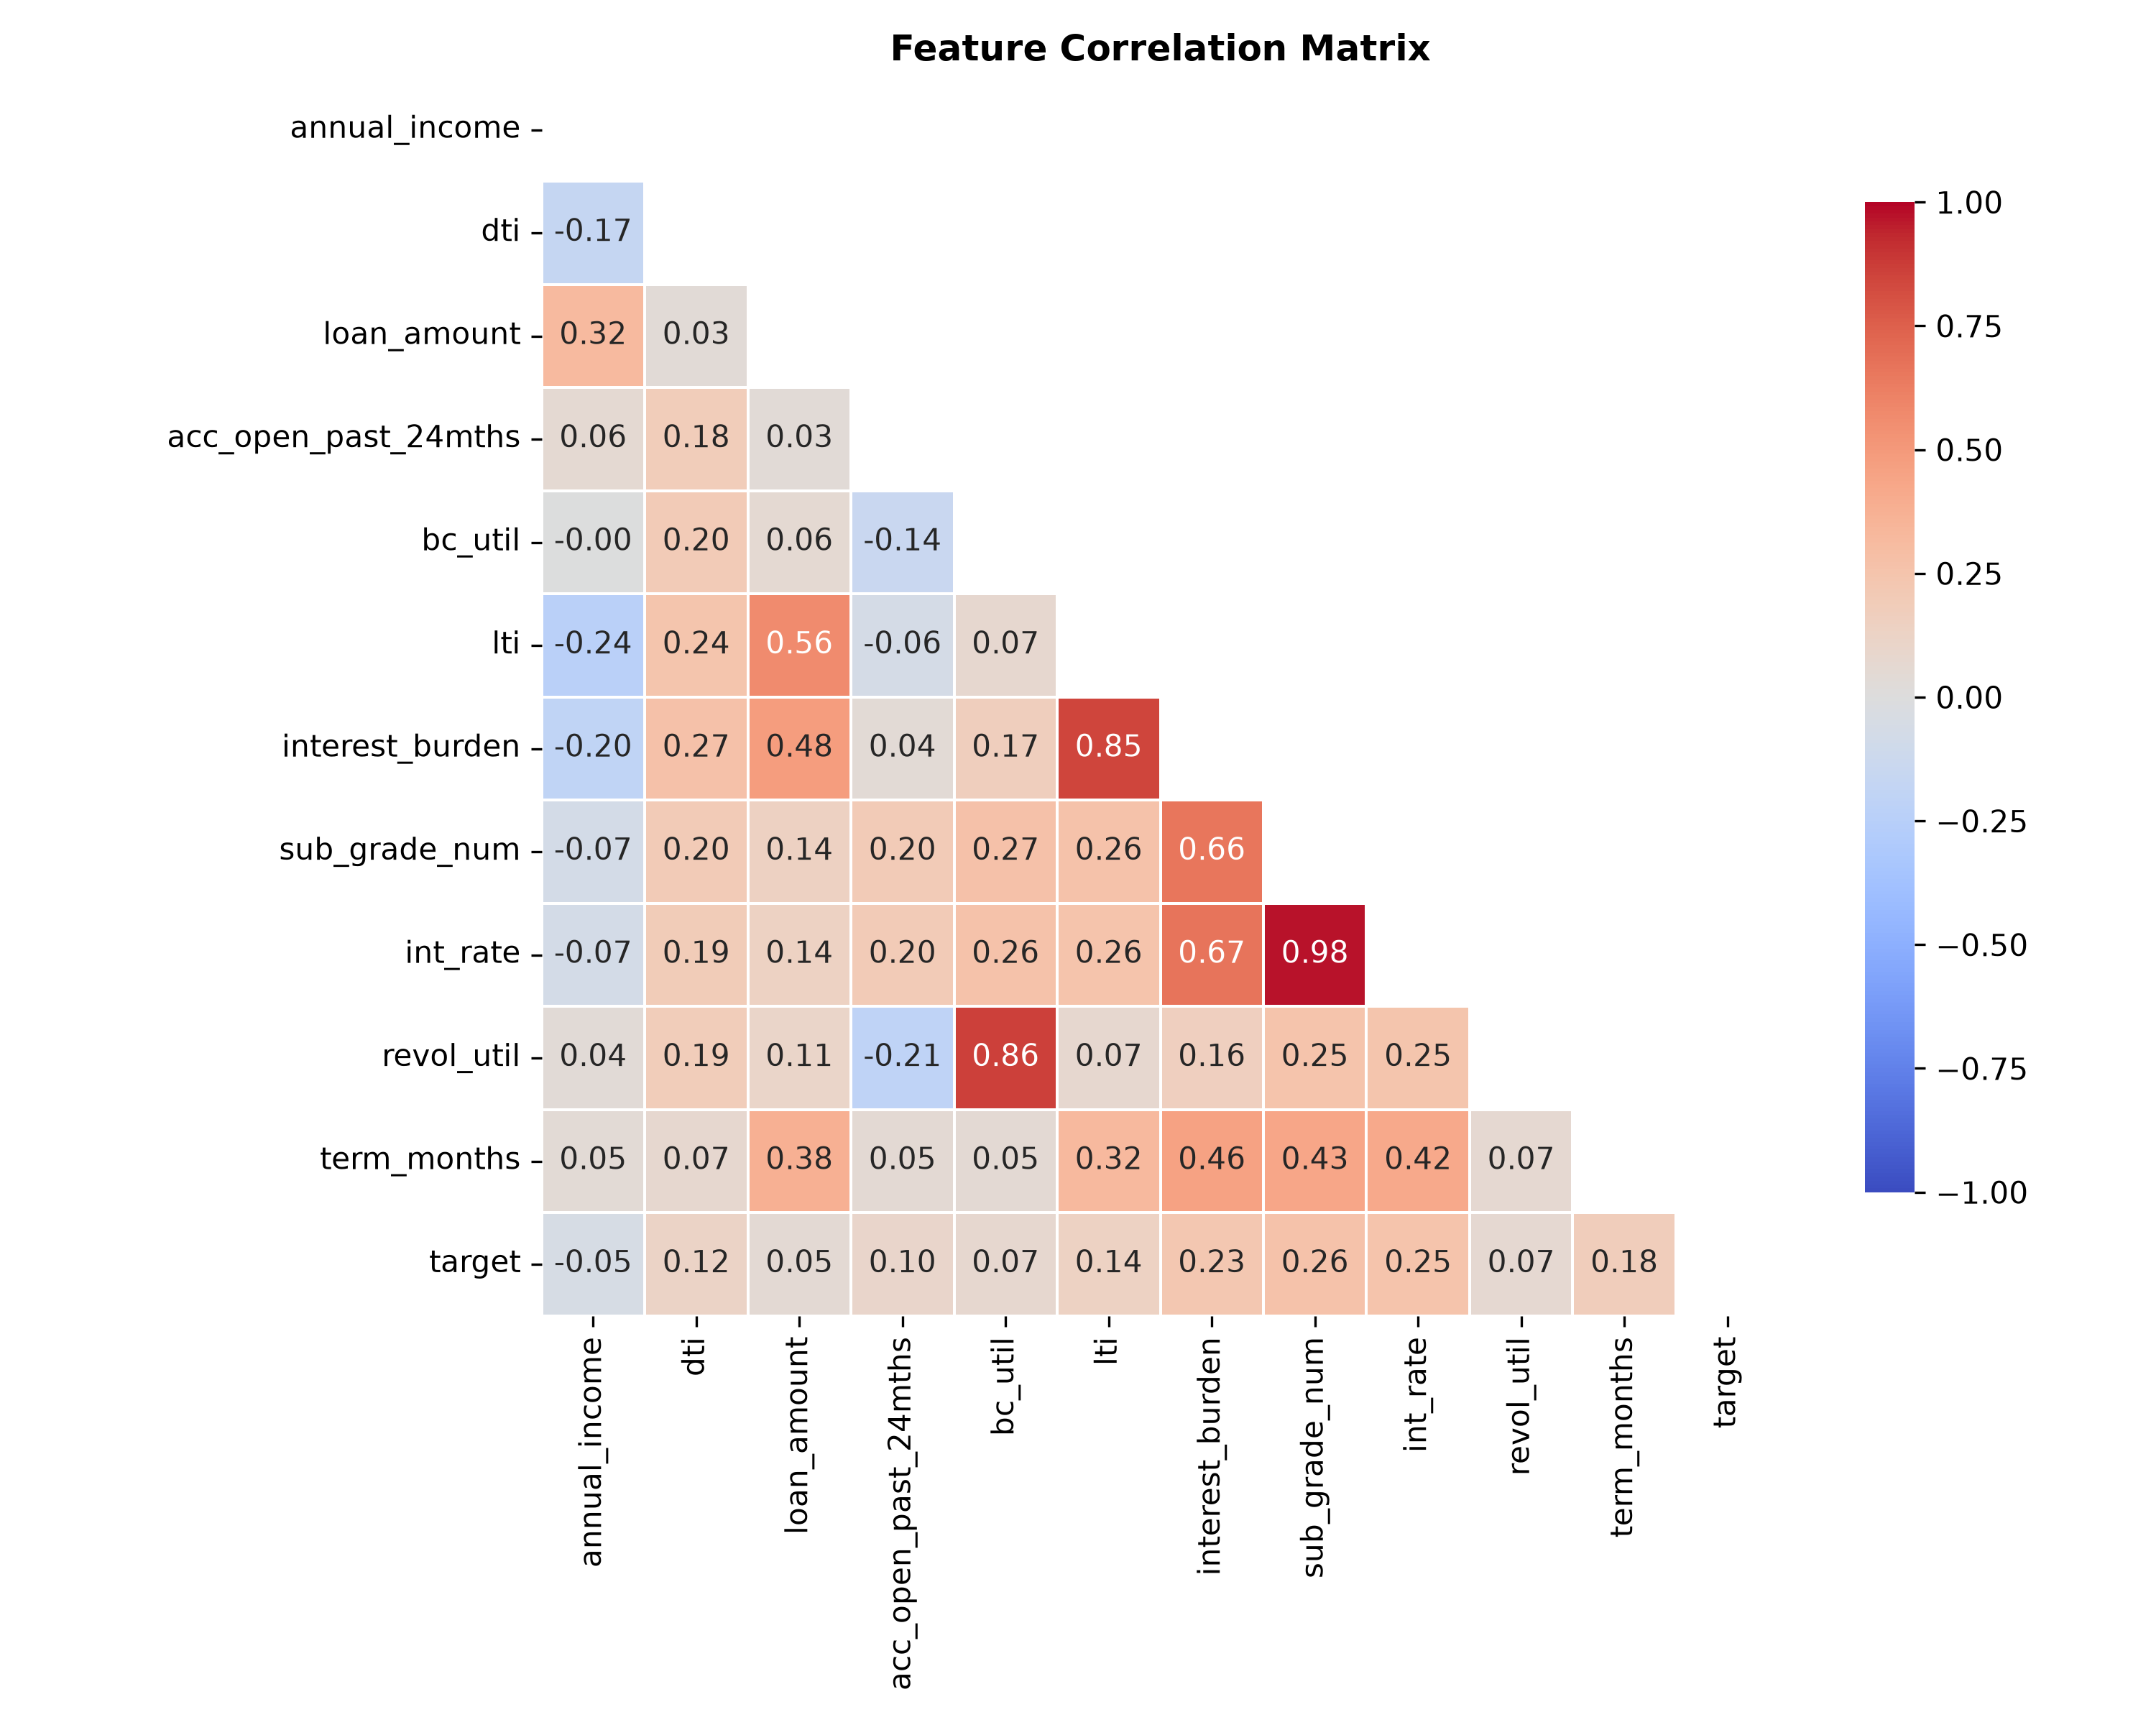 Feature Correlation Matrix
annual_income
dti -0.17
loan_amount 0.32 0.03
acc_open_past_24mths 0.06 0.18 0.03
bc_util -0.00 0.20 0.06 -0.14
lti -0.24 0.24 0.56 -0.06 0.07
interest_burden -0.20 0.27 0.48 0.04 0.17 0.85
sub_grade_num -0.07 0.20 0.14 0.20 0.27 0.26 0.66
int_rate -0.07 0.19 0.14 0.20 0.26 0.26 0.67 0.98
revol_util 0.04 0.19 0.11 -0.21 0.86 0.07 0.16 0.25 0.25
term_months 0.05 0.07 0.38 0.05 0.05 0.32 0.46 0.43 0.42 0.07
target -0.05 0.12 0.05 0.10 0.07 0.14 0.23 0.26 0.25 0.07 0.18
annual_income
dti
loan_amount
acc_open_past_24mths
bc_util
lti
interest_burden
sub_grade_num
int_rate
revol_util
term_months
target
1.00
0.75
0.50
0.25
0.00
−0.25
−0.50
−0.75
−1.00